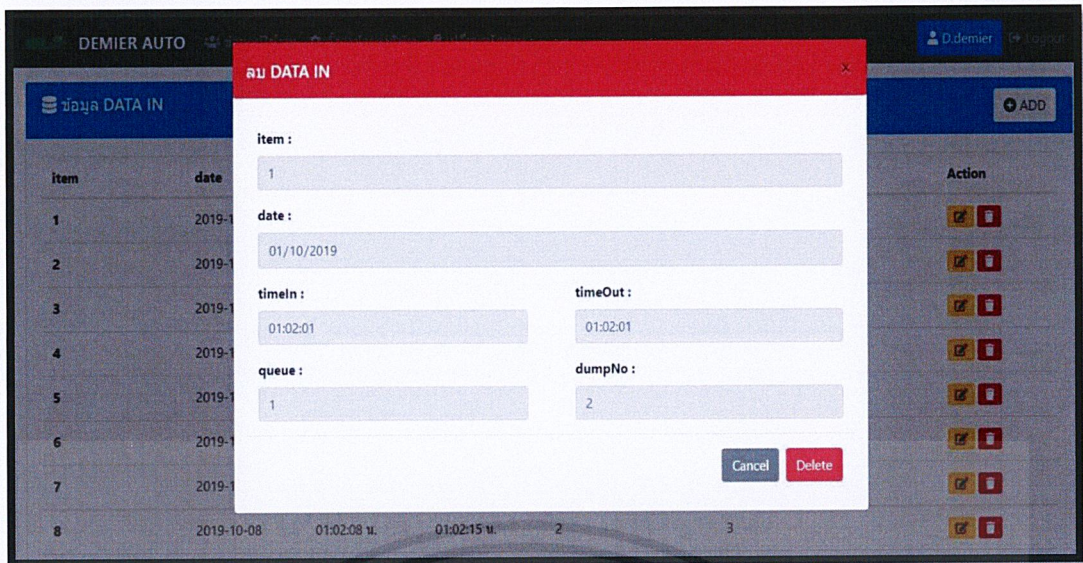 DEMIER AUTO
D.demier Logout
ลบ DATA IN x
ข้อมูล DATA IN ADD
item :
1
date :
01/10/2019
timeIn : timeOut :
01:02:01 01:02:01
queue : dumpNo :
1 2
Cancel Delete
item date Action
1 2019-1
2 2019-1
3 2019-1
4 2019-1
5 2019-1
6 2019-1
7 2019-1
8 2019-10-08 01:02:08 น. 01:02:15 น. 2 3